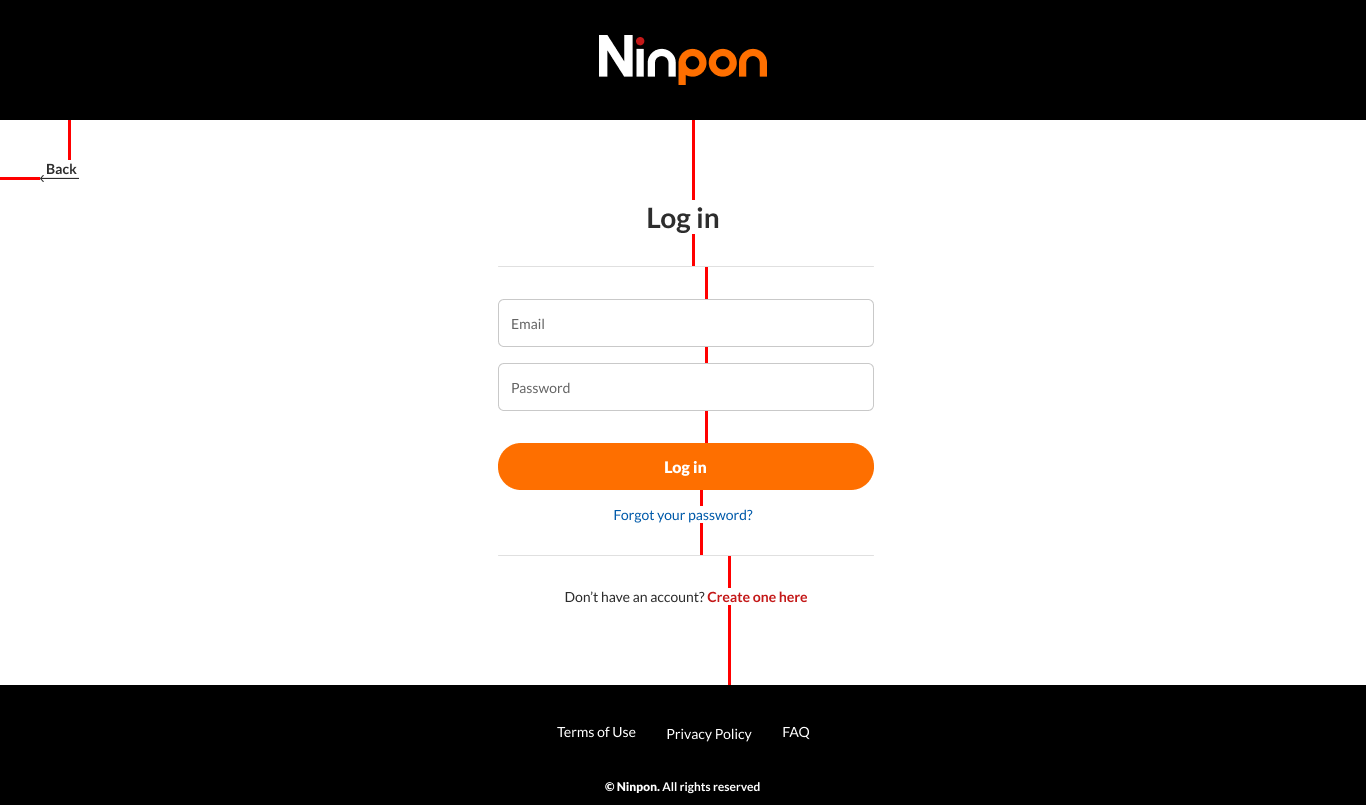 Ninpon
Back
Log in
Email
Password
Log in
Forgot your password?
Don't have an account? Create one here
Terms of Use Privacy Policy FAQ
© Ninpon. All rights reserved